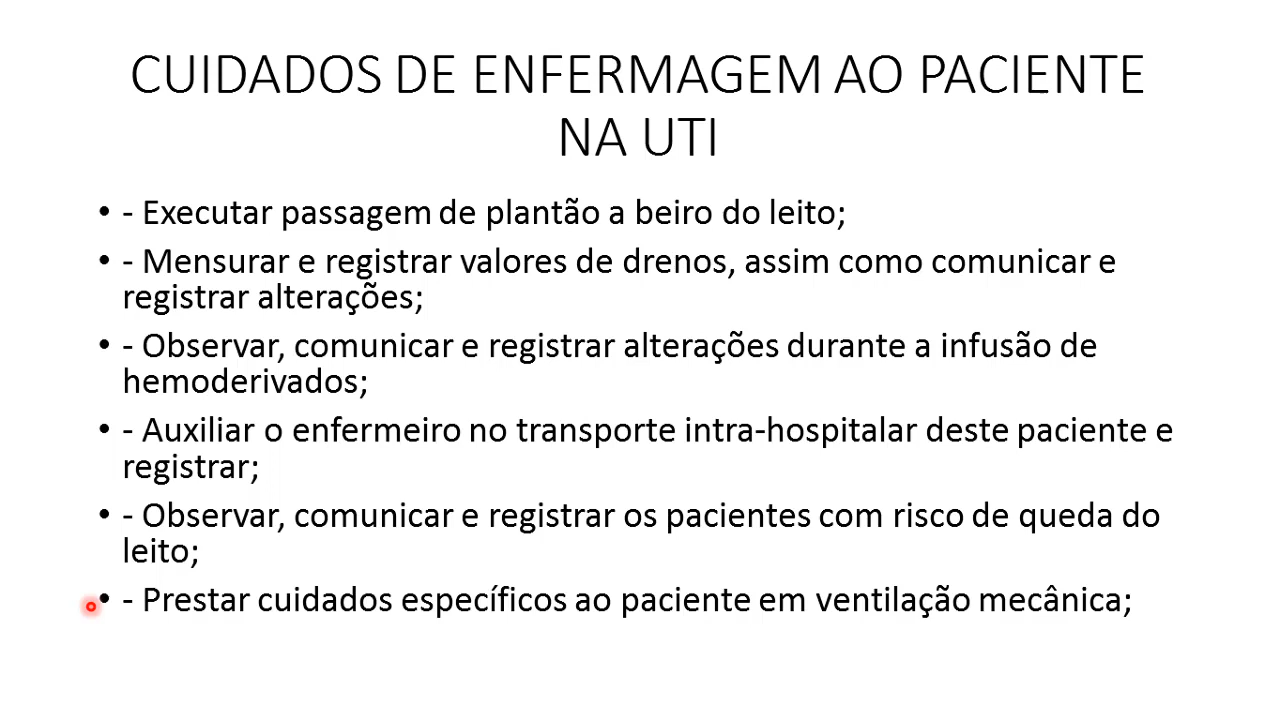 CUIDADOS DE ENFERMAGEM AO PACIENTE
NA UTI
• - Executar passagem de plantão a beiro do leito;
• - Mensurar e registrar valores de drenos, assim como comunicar e
registrar alterações;
• - Observar, comunicar e registrar alterações durante a infusão de
hemoderivados;
• - Auxiliar o enfermeiro no transporte intra-hospitalar deste paciente e
registrar;
• - Observar, comunicar e registrar os pacientes com risco de queda do
leito;
• - Prestar cuidados específicos ao paciente em ventilação mecânica;